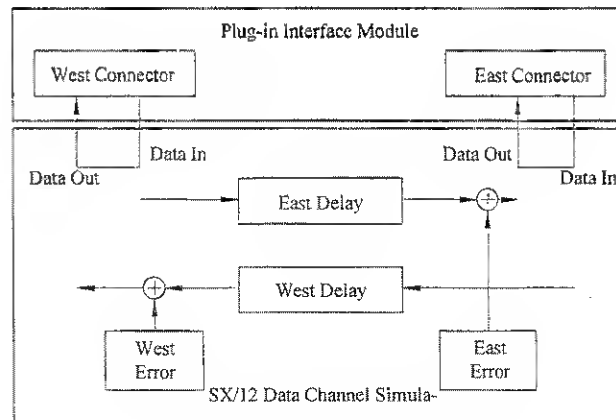 Plug-in Interface Module
West Connector
East Connector
Data In
Data Out
Data Out
Data In
East Delay
West Delay
West
Error
East
Error
SX/12 Data Channel Simula-